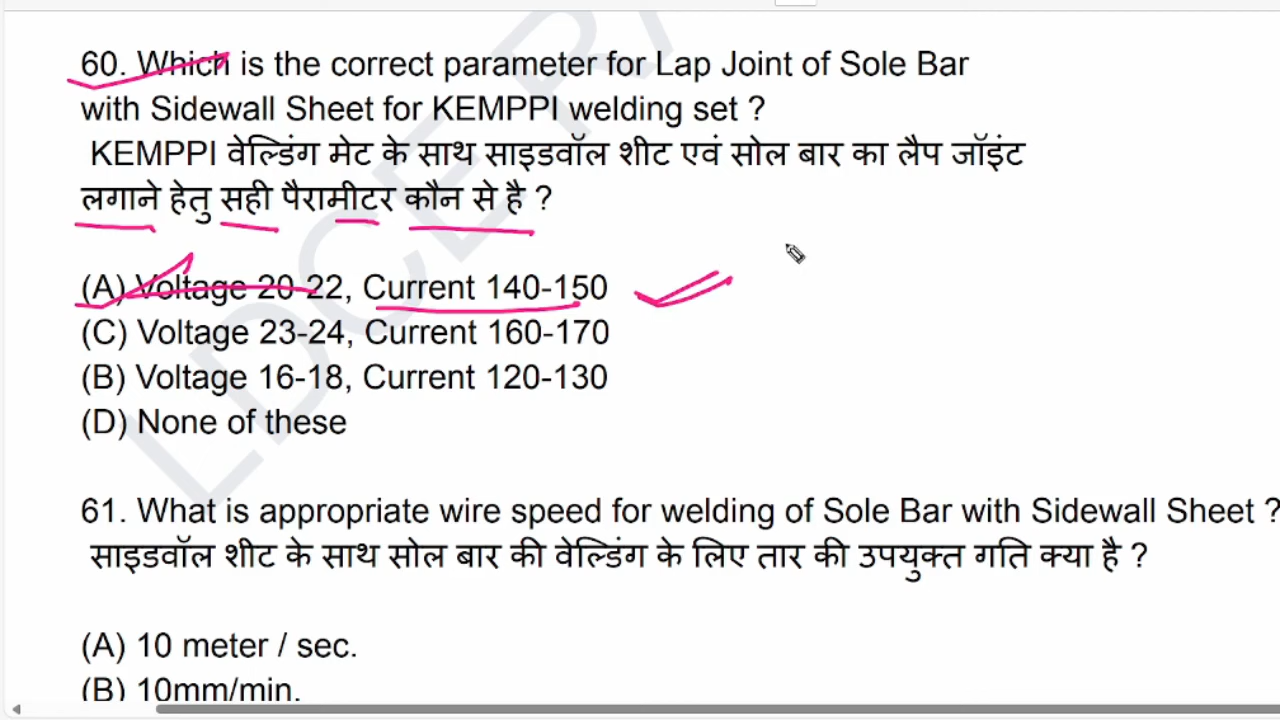 60. Which is the correct parameter for Lap Joint of Sole Bar
with Sidewall Sheet for KEMPPI welding set ?
KEMPPI वेल्डिंग मेट के साथ साइडवॉल शीट एवं सोल बार का लैप जॉइंट
लगाने हेतु सही पैरामीटर कौन से है ?
(A) Voltage 20-22, Current 140-150
(C) Voltage 23-24, Current 160-170
(B) Voltage 16-18, Current 120-130
(D) None of these
61. What is appropriate wire speed for welding of Sole Bar with Sidewall Sheet ?
साइडवॉल शीट के साथ सोल बार की वेल्डिंग के लिए तार की उपयुक्त गति क्या है ?
(A) 10 meter / sec.
(B) 10mm/min.
LDCE RA